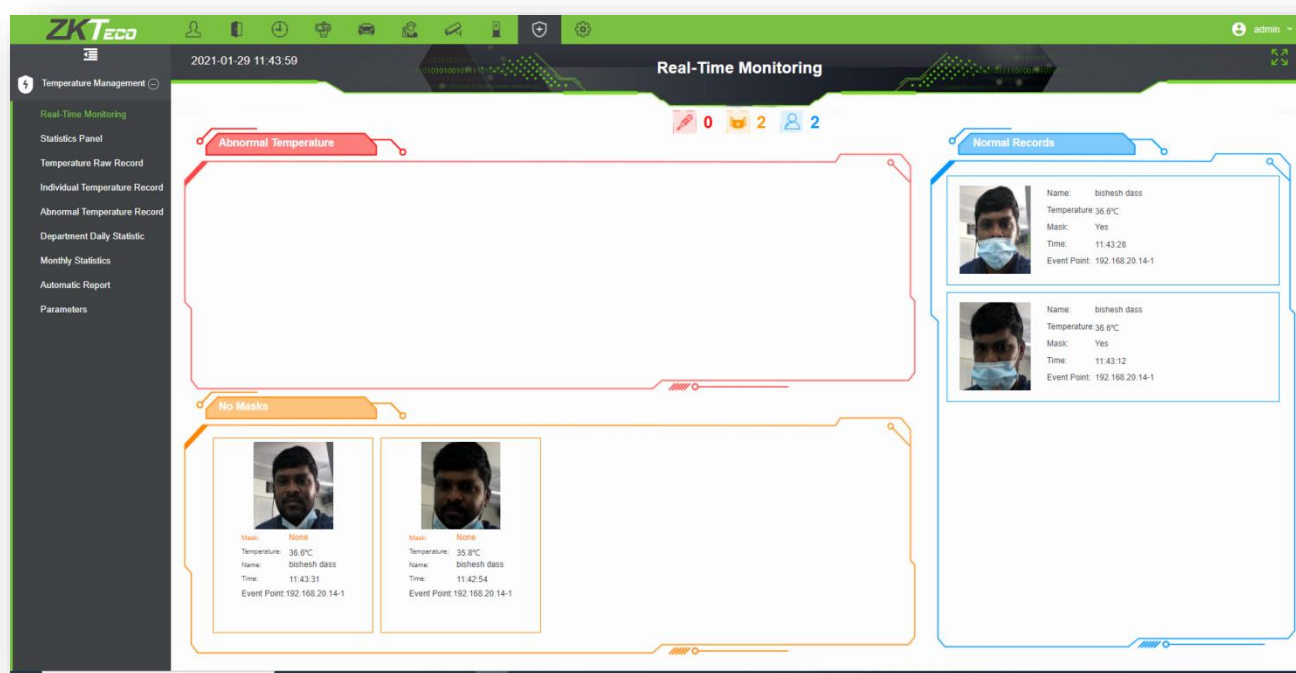 ZKTeco
admin
2021-01-29 11:43:59
Real-Time Monitoring
Temperature Management
Real-Time Monitoring
Statistics Panel
Temperature Raw Record
Individual Temperature Record
Abnormal Temperature Record
Department Daily Statistic
Monthly Statistics
Automatic Report
Parameters
0 2 2
Abnormal Temperature
No Masks
Mask: None
Temperature: 36.6°C
Name: bishesh dass
Time: 11:43:31
Event Point: 192.168.20.14-1
Mask: None
Temperature: 35.8°C
Name: bishesh dass
Time: 11:42:54
Event Point: 192.168.20.14-1
Normal Records
Name: bishesh dass
Temperature: 36.6°C
Mask: Yes
Time: 11:43:28
Event Point: 192.168.20.14-1
Name: bishesh dass
Temperature: 36.6°C
Mask: Yes
Time: 11:43:12
Event Point: 192.168.20.14-1